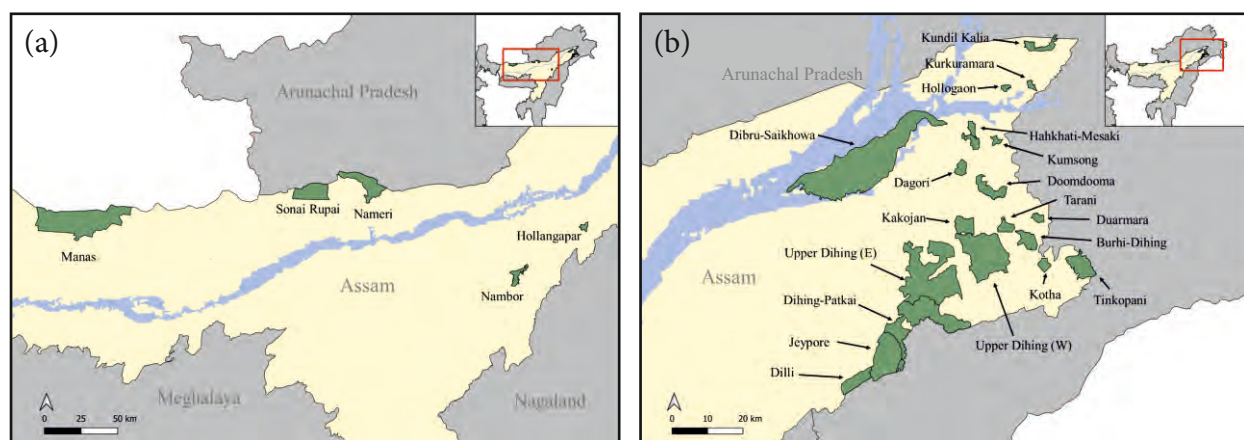 (a)
Arunachal Pradesh
Sonai Rupai
Nameri
Manas
Hollangapar
Assam
Nambor
Meghalaya
Nagaland
0 25 50 km
(b)
Kundil Kalia
Arunachal Pradesh
Kurkuramara
Hollogaon
Dibru-Saikhowa
Hahkhati-Mesaki
Kumsong
Dagori
Doomdooma
Tarani
Kakojan
Duarmara
Burhi-Dihing
Upper Dihing (E)
Assam
Kotha
Tinkopani
Dihing-Patkai
Jeypore
Upper Dihing (W)
Dilli
0 10 20 km